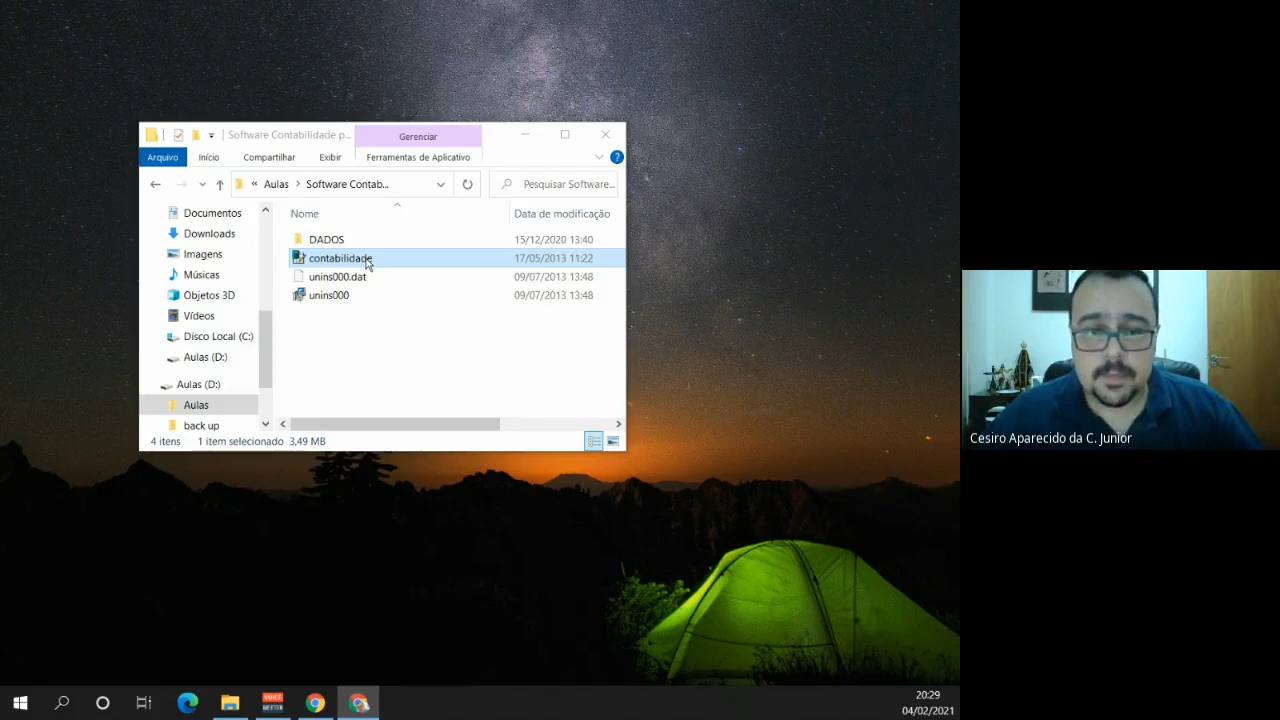 Software Contabilidade p...
Gerenciar
Arquivo
Início
Compartilhar
Exibir
Ferramentas de Aplicativo
« Aulas > Software Contab...
Pesquisar Software...
Nome
Data de modificação
DADOS 15/12/2020 13:40
contabilidade 17/05/2013 11:22
unins000.dat 09/07/2013 13:48
unins000 09/07/2013 13:48
Documentos
Downloads
Imagens
Músicas
Objetos 3D
Vídeos
Disco Local (C:)
Aulas (D:)
Aulas (D:)
Aulas
back up
4 itens 1 item selecionado 3,49 MB
Cesiro Aparecido da C. Junior
VOICE
MEETER
20:29
04/02/2021